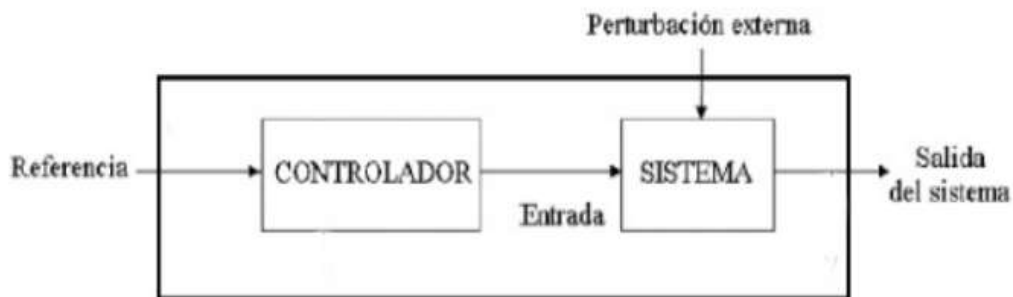 Perturbación externa
Referencia
CONTROLADOR
SISTEMA
Entrada
Salida
del sistema